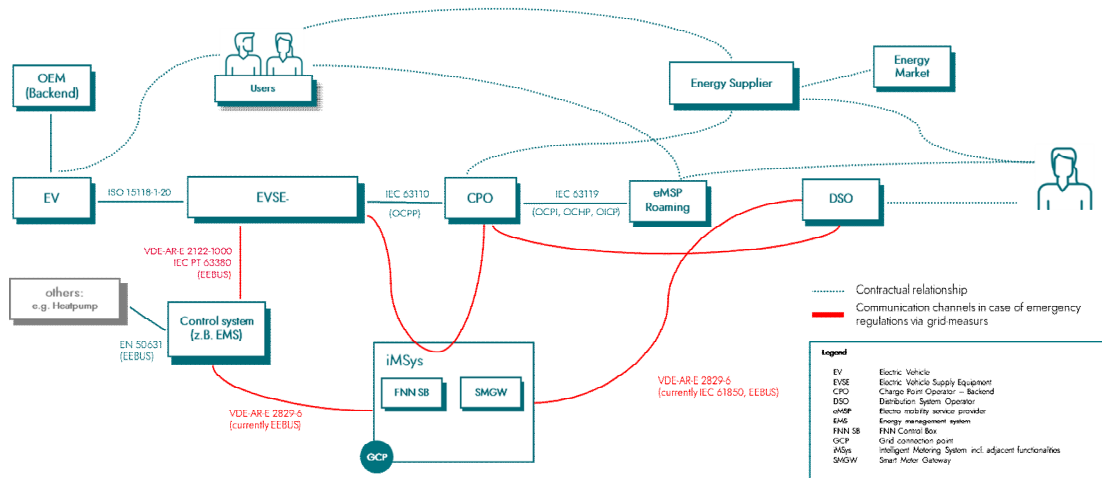 OEM
(Backend)
Users
Energy Supplier
Energy
Market
EV
ISO 15118-1-20
EVSE-
IEC 63110
(OCPP)
CPO
IEC 63119
(OCPI, OCHP, OICP)
eMSP
Roaming
DSO
VDE-AR-E 2122-1000
IEC PT 63380
(EEBUS)
others:
e.g. Heatpump
EN 50631
(EEBUS)
Control system
(z.B. EMS)
Contractual relationship
Communication channels in case of emergency
regulations via grid-measurs
iMSys
FNN SB
SMGW
GCP
VDE-AR-E 2829-6
(currently EEBUS)
VDE-AR-E 2829-6
(currently IEC 61850, EEBUS)
Legend
EV Electric Vehicle
EVSE Electric Vehicle Supply Equipment
CPO Charge Point Operator – Backend
DSO Distribution System Operator
eMSP Electro mobility service provider
EMS Energy management system
FNN SB FNN Control Box
GCP Grid connection point
iMSys Intelligent Metering System incl. adjacent functionalities
SMGW Smart Meter Gateway